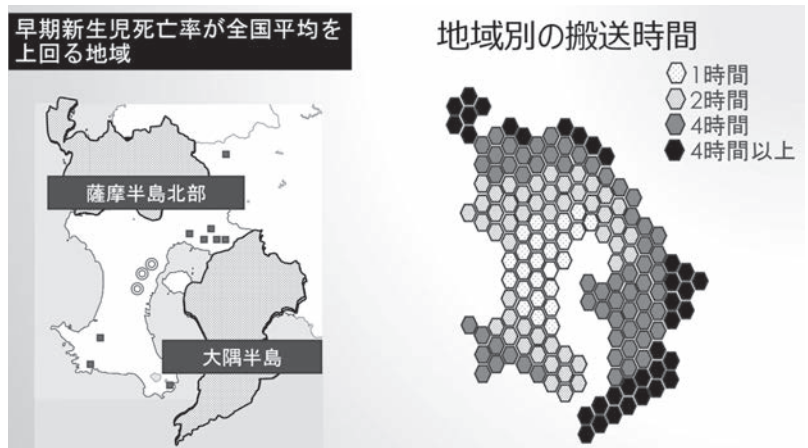 早期新生児死亡率が全国平均を
上回る地域
薩摩半島北部
大隅半島
地域別の搬送時間
1時間
2時間
4時間
4時間以上